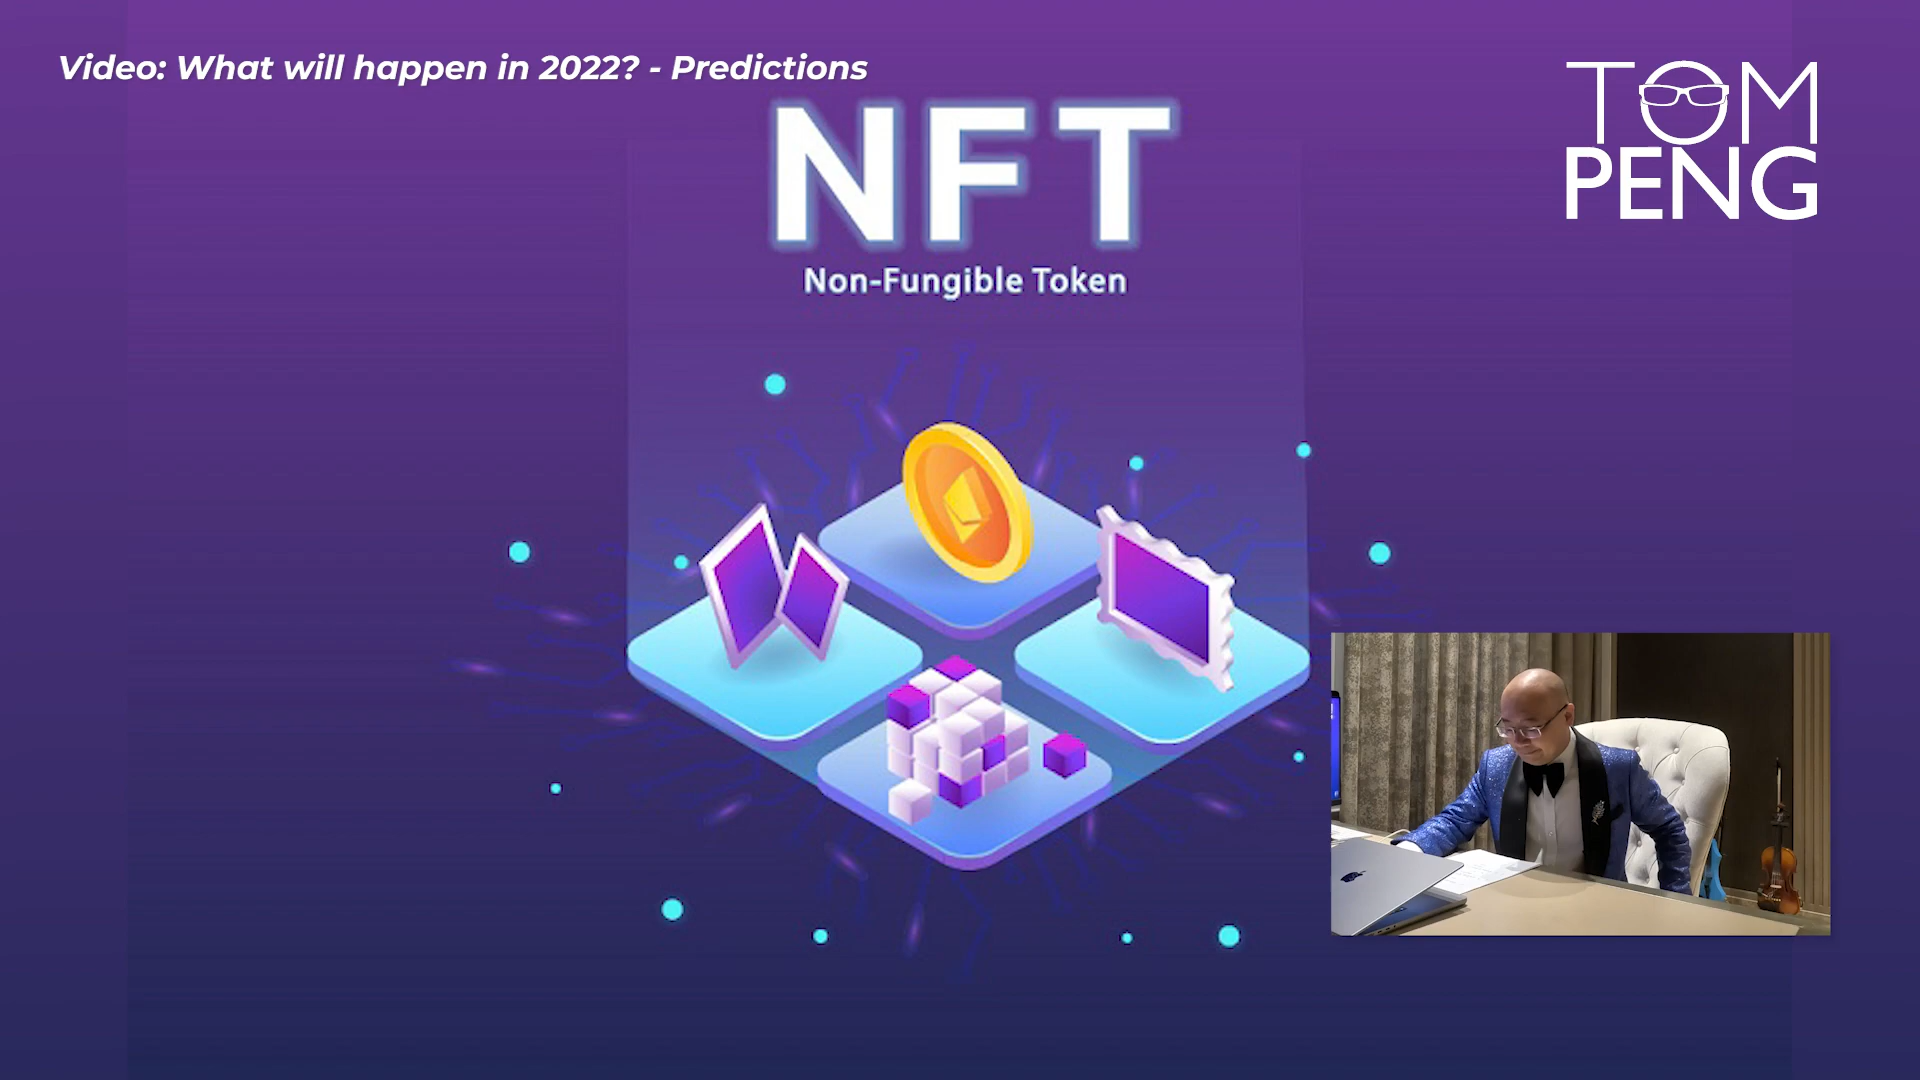 Video: What will happen in 2022? - Predictions
TOM
PENG
NFT
Non-Fungible Token